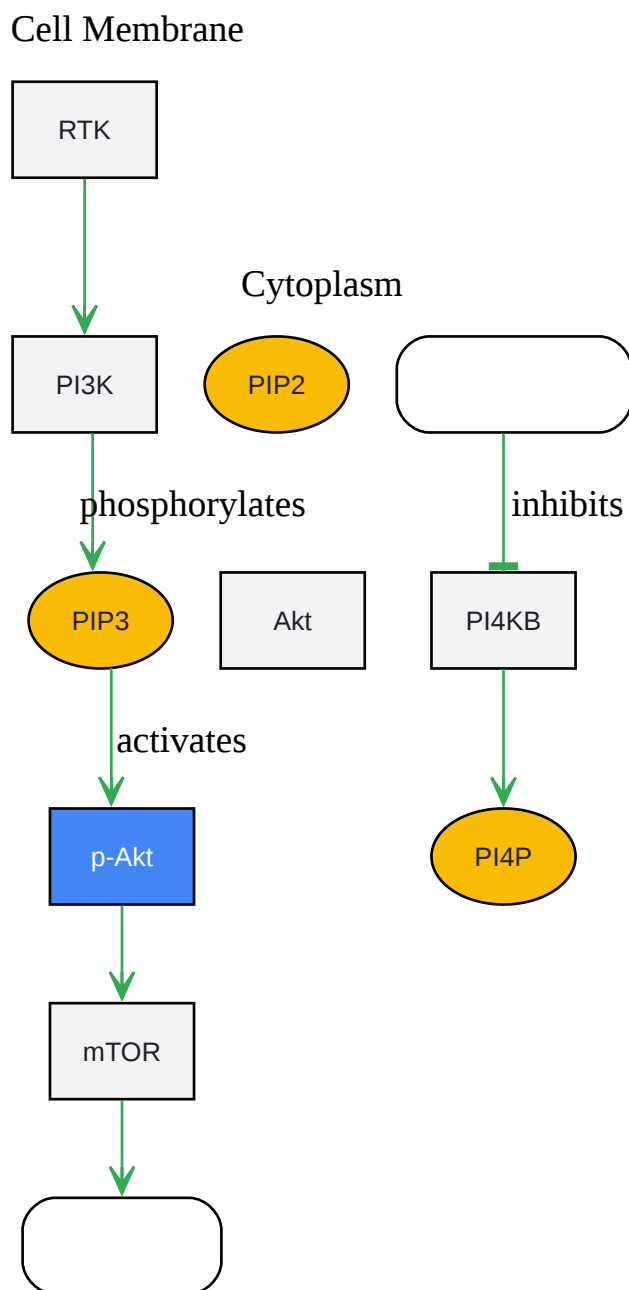 Cell Membrane
RTK
Cytoplasm
PI3K
PIP2
phosphorylates
inhibits
PIP3
Akt
PI4KB
activates
p-Akt
PI4P
mTOR